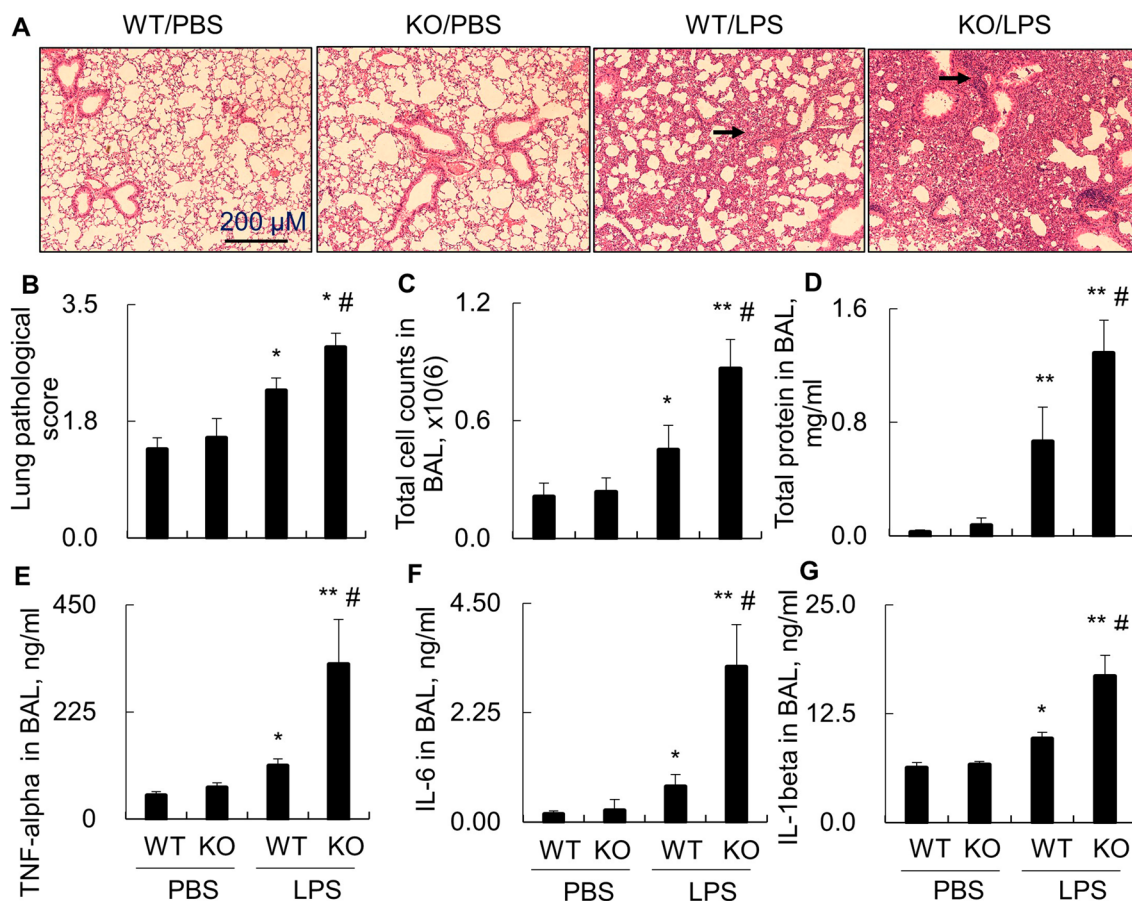 A
WT/PBS
KO/PBS
WT/LPS
KO/LPS
200 µM
B
Lung pathological
score
3.5
1.8
0.0
*
* #
C
Total cell counts in
BAL, x10(6)
1.2
0.6
0.0
*
** #
D
Total protein in BAL,
mg/ml
1.6
0.8
0.0
**
** #
E
TNF-alpha in BAL, ng/ml
450
225
0
*
** #
WT KO WT KO
PBS LPS
F
IL-6 in BAL, ng/ml
4.50
2.25
0.00
*
** #
WT KO WT KO
PBS LPS
G
IL-1beta in BAL, ng/ml
25.0
12.5
0.0
*
** #
WT KO WT KO
PBS LPS